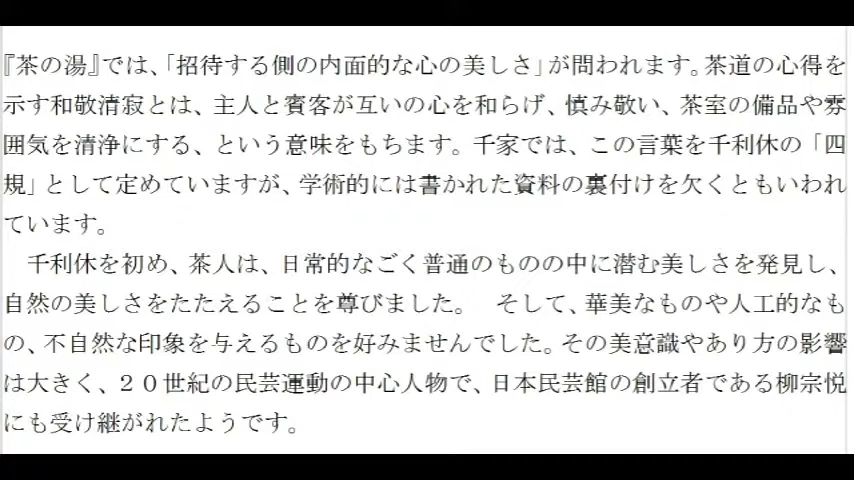 『茶の湯』では、「招待する側の内面的な心の美しさ」が問われます。茶道の心得を
示す和敬清寂とは、主人と賓客が互いの心を和らげ、慎み敬い、茶室の備品や雰
囲気を清浄にする、という意味をもちます。千家では、この言葉を千利休の「四
規」として定めていますが、学術的には書かれた資料の裏付けを欠くともいわれ
ています。
　千利休を初め、茶人は、日常的なごく普通のものの中に潜む美しさを発見し、
自然の美しさをたたえることを尊びました。　そして、華美なものや人工的なも
の、不自然な印象を与えるものを好みませんでした。その美意識やあり方の影響
は大きく、２０世紀の民芸運動の中心人物で、日本民芸館の創立者である柳宗悦
にも受け継がれたようです。